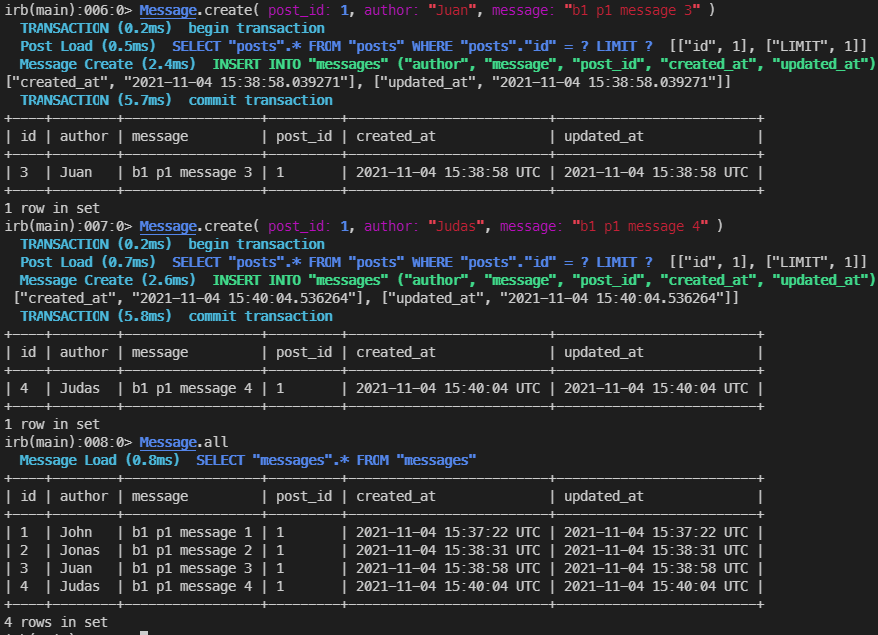 irb(main):006:0> Message.create( post_id: 1, author: "Juan", message: "b1 p1 message 3" )
TRANSACTION (0.2ms)  begin transaction
Post Load (0.5ms)  SELECT "posts".* FROM "posts" WHERE "posts"."id" = ? LIMIT ?  [["id", 1], ["LIMIT", 1]]
Message Create (2.4ms)  INSERT INTO "messages" ("author", "message", "post_id", "created_at", "updated_at")
["created_at", "2021-11-04 15:38:58.039271"], ["updated_at", "2021-11-04 15:38:58.039271"]]
TRANSACTION (5.7ms)  commit transaction
| id | author | message | post_id | created_at | updated_at |
| 3 | Juan | b1 p1 message 3 | 1 | 2021-11-04 15:38:58 UTC | 2021-11-04 15:38:58 UTC |
1 row in set
irb(main):007:0> Message.create( post_id: 1, author: "Judas", message: "b1 p1 message 4" )
TRANSACTION (0.2ms)  begin transaction
Post Load (0.7ms)  SELECT "posts".* FROM "posts" WHERE "posts"."id" = ? LIMIT ?  [["id", 1], ["LIMIT", 1]]
Message Create (2.6ms)  INSERT INTO "messages" ("author", "message", "post_id", "created_at", "updated_at")
["created_at", "2021-11-04 15:40:04.536264"], ["updated_at", "2021-11-04 15:40:04.536264"]]
TRANSACTION (5.8ms)  commit transaction
| id | author | message | post_id | created_at | updated_at |
| 4 | Judas | b1 p1 message 4 | 1 | 2021-11-04 15:40:04 UTC | 2021-11-04 15:40:04 UTC |
1 row in set
irb(main):008:0> Message.all
Message Load (0.8ms)  SELECT "messages".* FROM "messages"
| id | author | message | post_id | created_at | updated_at |
| 1 | John | b1 p1 message 1 | 1 | 2021-11-04 15:37:22 UTC | 2021-11-04 15:37:22 UTC |
| 2 | Jonas | b1 p1 message 2 | 1 | 2021-11-04 15:38:31 UTC | 2021-11-04 15:38:31 UTC |
| 3 | Juan | b1 p1 message 3 | 1 | 2021-11-04 15:38:58 UTC | 2021-11-04 15:38:58 UTC |
| 4 | Judas | b1 p1 message 4 | 1 | 2021-11-04 15:40:04 UTC | 2021-11-04 15:40:04 UTC |
4 rows in set